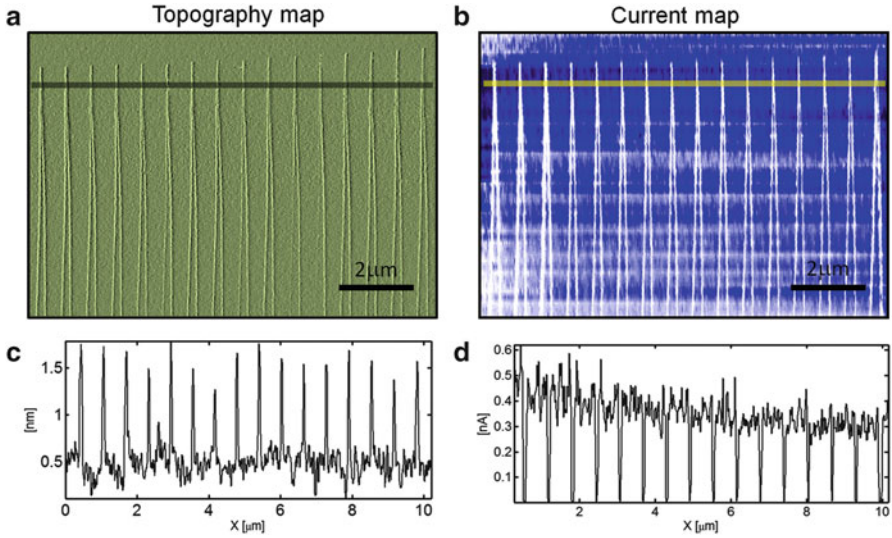 a Topography map
2μm
b Current map
2μm
c
1.5
1
0.5
[nm]
0 2 4 6 8 10
X [μm]
d
0.6
0.5
0.4
0.3
0.2
0.1
[nA]
2 4 6 8 10
X [μm]